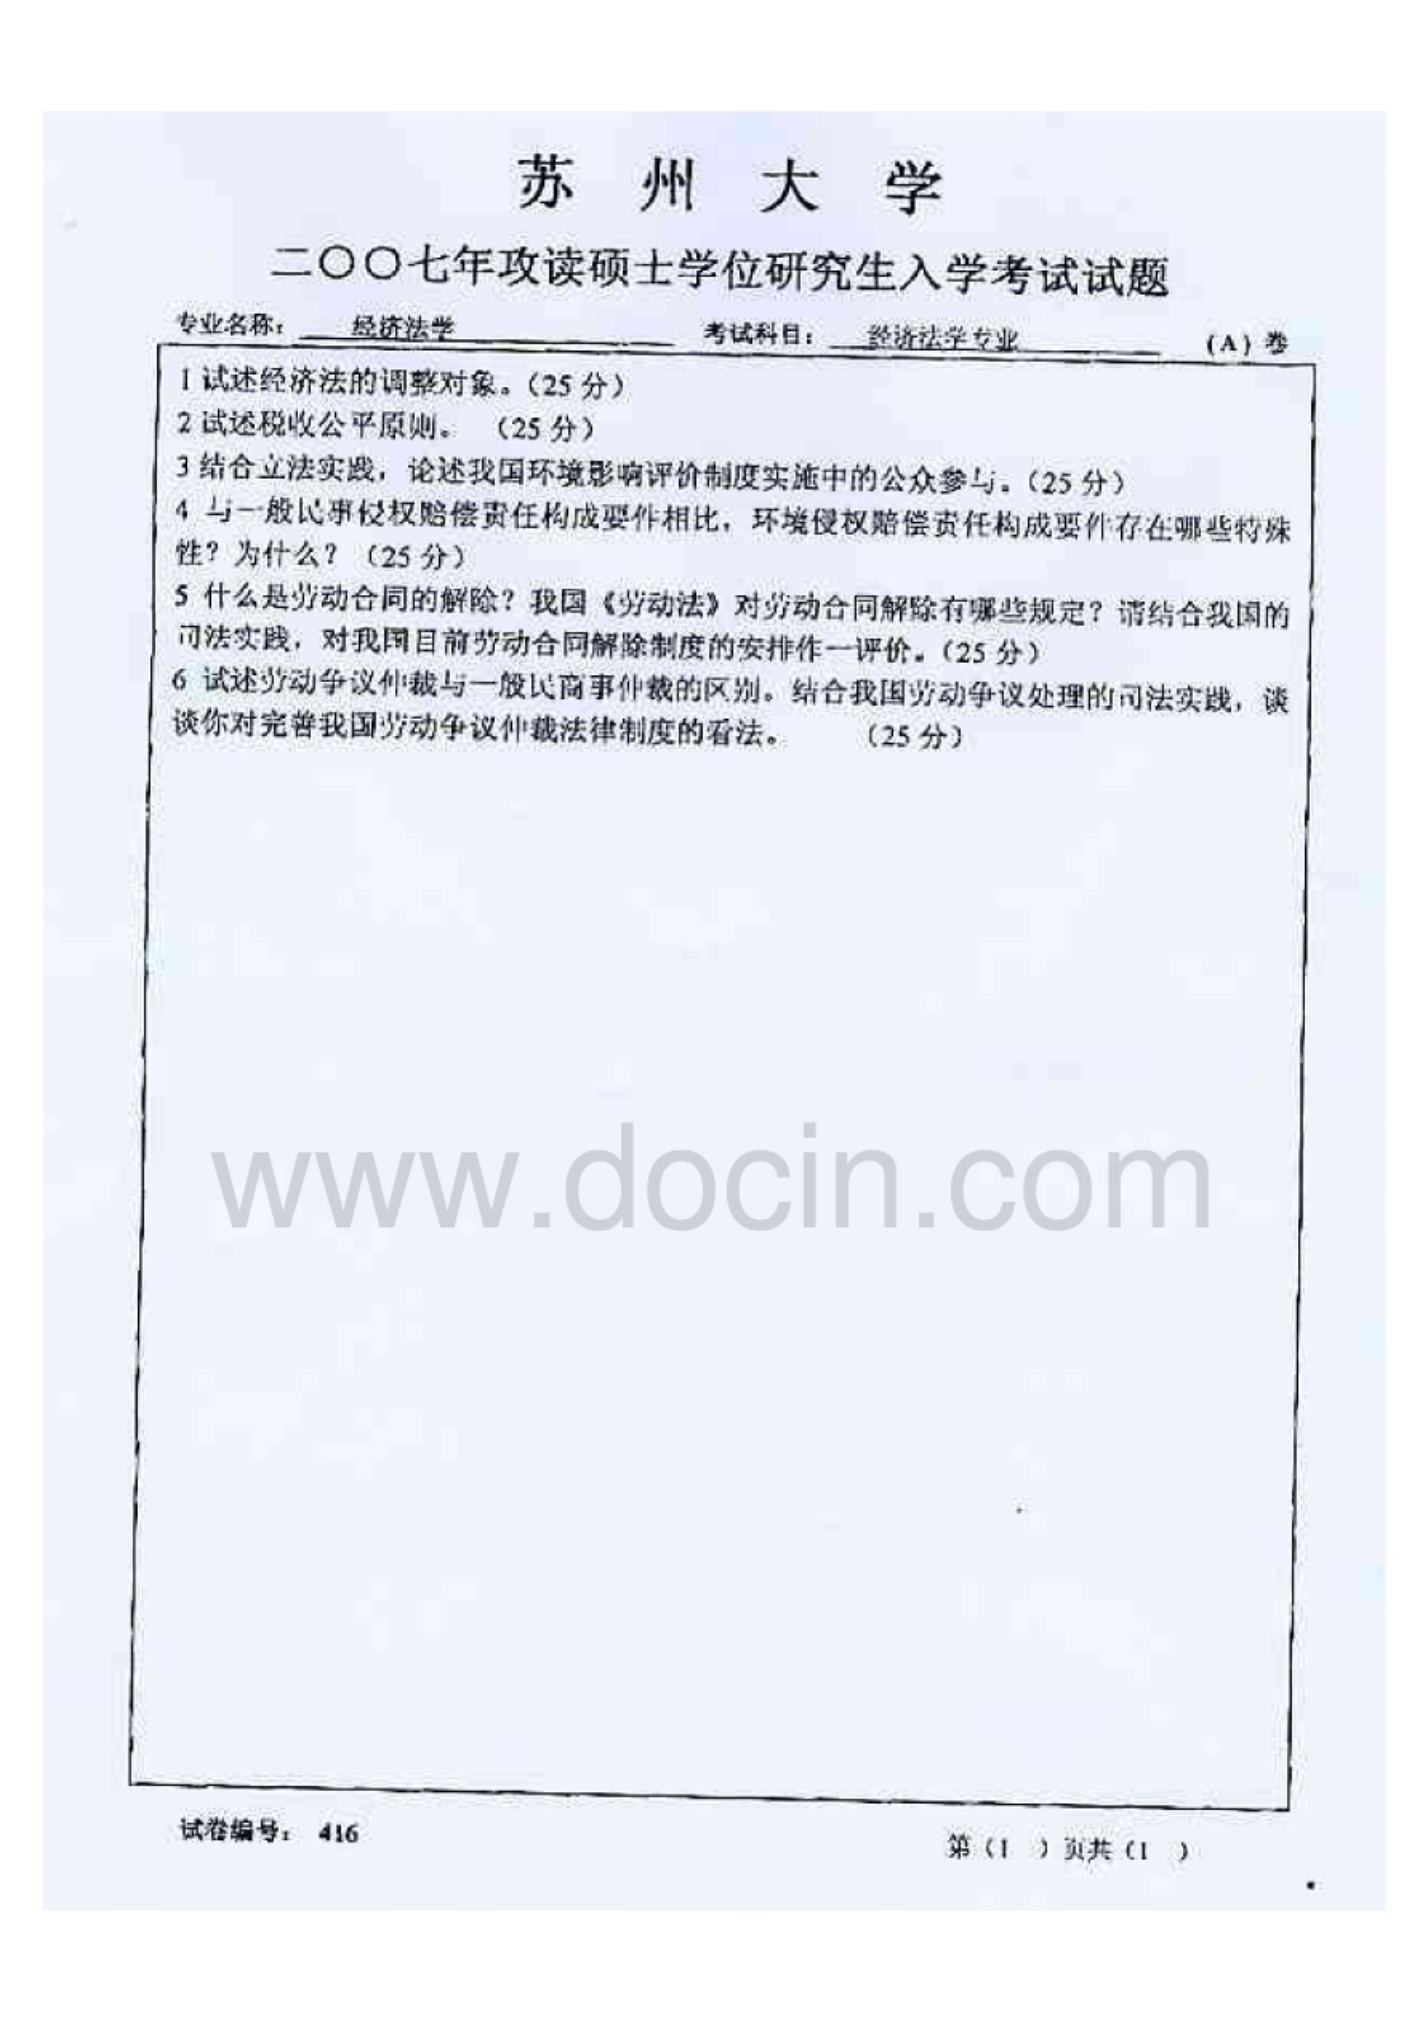 苏 州 大 学
二〇〇七年攻读硕士学位研究生入学考试试题
专业名称： 经济法学 考试科目： 经济法学专业 （A）卷
1 试述经济法的调整对象。（25 分）
2 试述税收公平原则。 （25 分）
3 结合立法实践，论述我国环境影响评价制度实施中的公众参与。（25 分）
4 与一般民事侵权赔偿责任构成要件相比，环境侵权赔偿责任构成要件存在哪些特殊
性？为什么？（25 分）
5 什么是劳动合同的解除？我国《劳动法》对劳动合同解除有哪些规定？请结合我国的
司法实践，对我国目前劳动合同解除制度的安排作一评价。（25 分）
6 试述劳动争议仲裁与一般民商事仲裁的区别。结合我国劳动争议处理的司法实践，谈
谈你对完善我国劳动争议仲裁法律制度的看法。 （25 分）
www.docin.com
试卷编号： 416
第（1 ）页共（1 ）